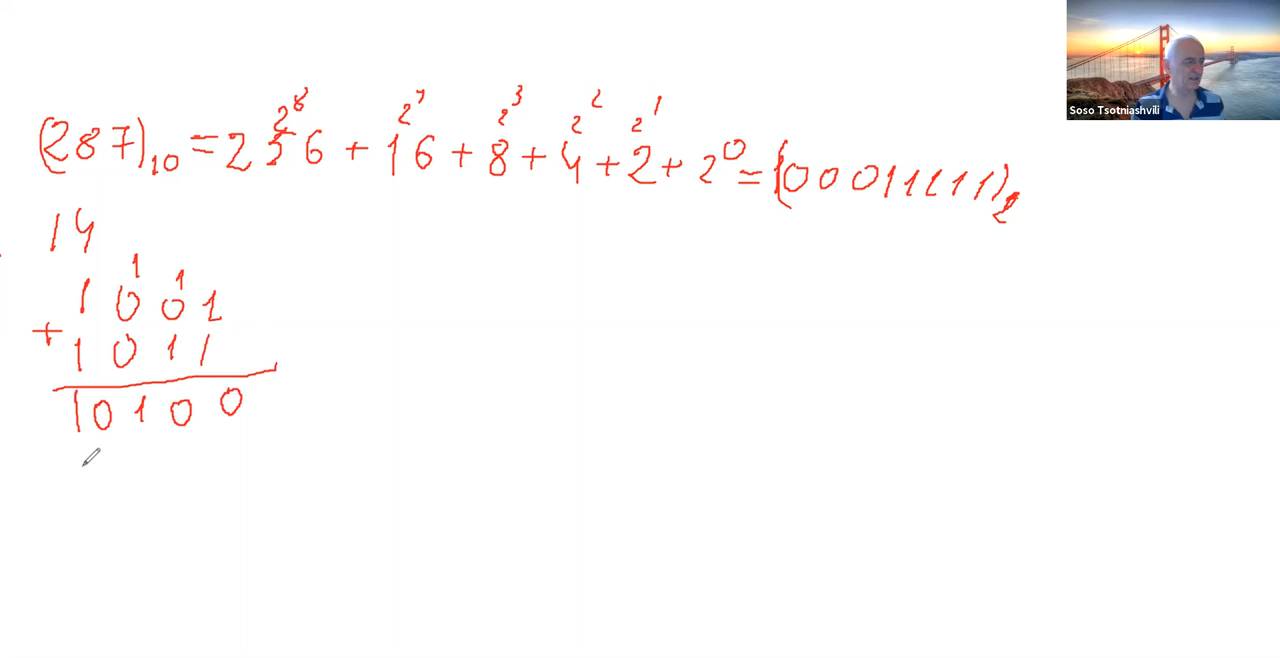 Soso Tsotniashvili
2^8 2^7 2^3 2^2 2^1
(287)10 = 256 + 16 + 8 + 4 + 2 + 2^0 = (00011111)2
14
1 1
1 0 0 1
+
1 0 1 1
1 0 1 0 0